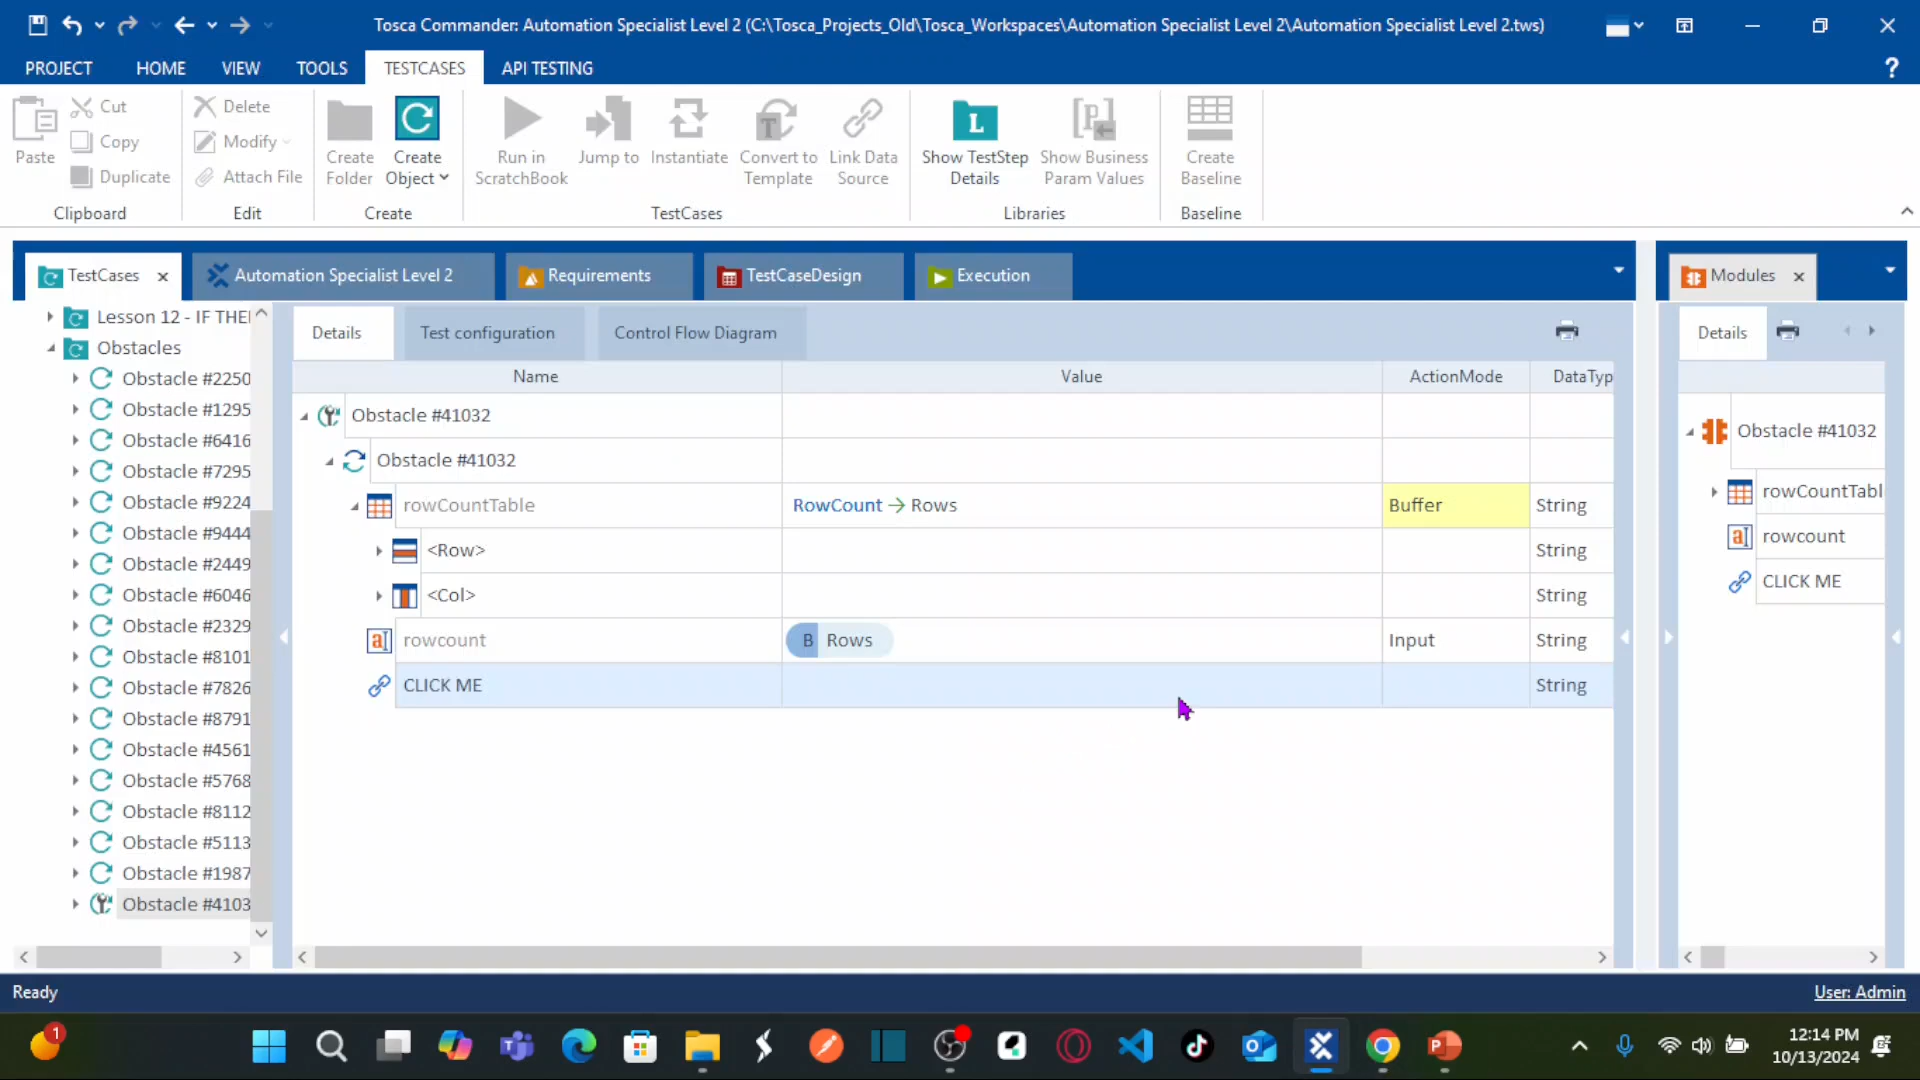 Tosca Commander: Automation Specialist Level 2 (C:\Tosca_Projects_Old\Tosca_Workspaces\Automation Specialist Level 2\Automation Specialist Level 2.tws)
PROJECT HOME VIEW TOOLS TESTCASES API TESTING ?
Paste
Cut
Copy
Duplicate
Clipboard
Delete
Modify
Attach File
Edit
Create Folder
Create Object
Create
Run in ScratchBook
Jump to
Instantiate
Convert to Template
Link Data Source
TestCases
L
Show TestStep Details
Show Business Param Values
Libraries
Create Baseline
Baseline
TestCases
Automation Specialist Level 2
Requirements
TestCaseDesign
Execution
Modules
Lesson 12 - IF THE
Obstacles
Obstacle #2250
Obstacle #1295
Obstacle #6416
Obstacle #7295
Obstacle #9224
Obstacle #9444
Obstacle #2449
Obstacle #6046
Obstacle #2329
Obstacle #8101
Obstacle #7826
Obstacle #8791
Obstacle #4561
Obstacle #5768
Obstacle #8112
Obstacle #5113
Obstacle #1987
Obstacle #4103
Details Test configuration Control Flow Diagram
Name Value ActionMode DataTyp
Obstacle #41032
Obstacle #41032
rowCountTable RowCount → Rows Buffer String
<Row> String
<Col> String
rowcount B Rows Input String
CLICK ME String
Details
Obstacle #41032
rowCountTabl
rowcount
CLICK ME
Ready
User: Admin
1
12:14 PM
10/13/2024